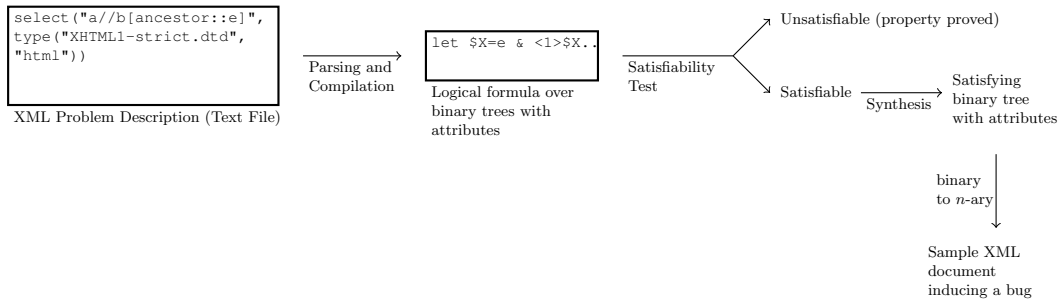 select("a//b[ancestor::e]",
type("XHTML1-strict.dtd",
"html"))
XML Problem Description (Text File)
Parsing and
Compilation
let $X=e & <1>$X..
Logical formula over
binary trees with
attributes
Satisfiability
Test
Unsatisfiable (property proved)
Satisfiable
Synthesis
Satisfying
binary tree
with attributes
binary
to n-ary
Sample XML
document
inducing a bug